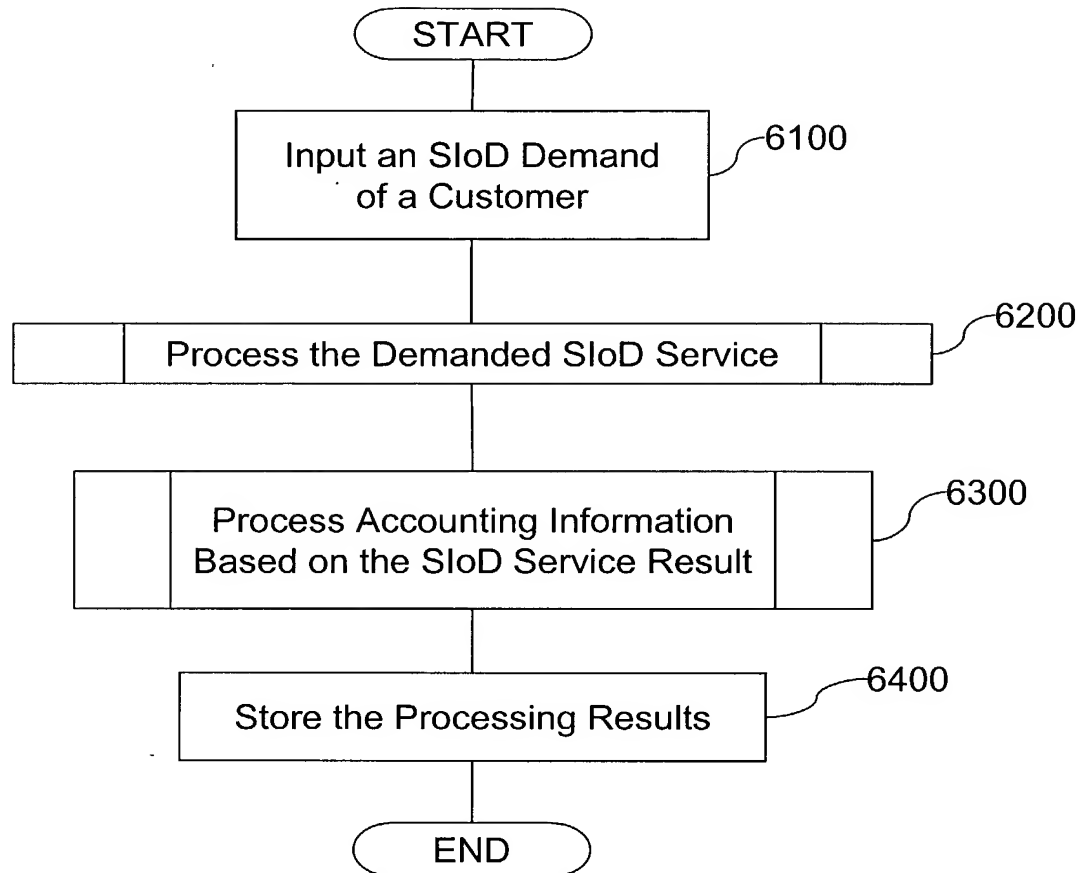 START
Input an SIoD Demand
of a Customer
6100
Process the Demanded SIoD Service
6200
Process Accounting Information
Based on the SIoD Service Result
6300
Store the Processing Results
6400
END